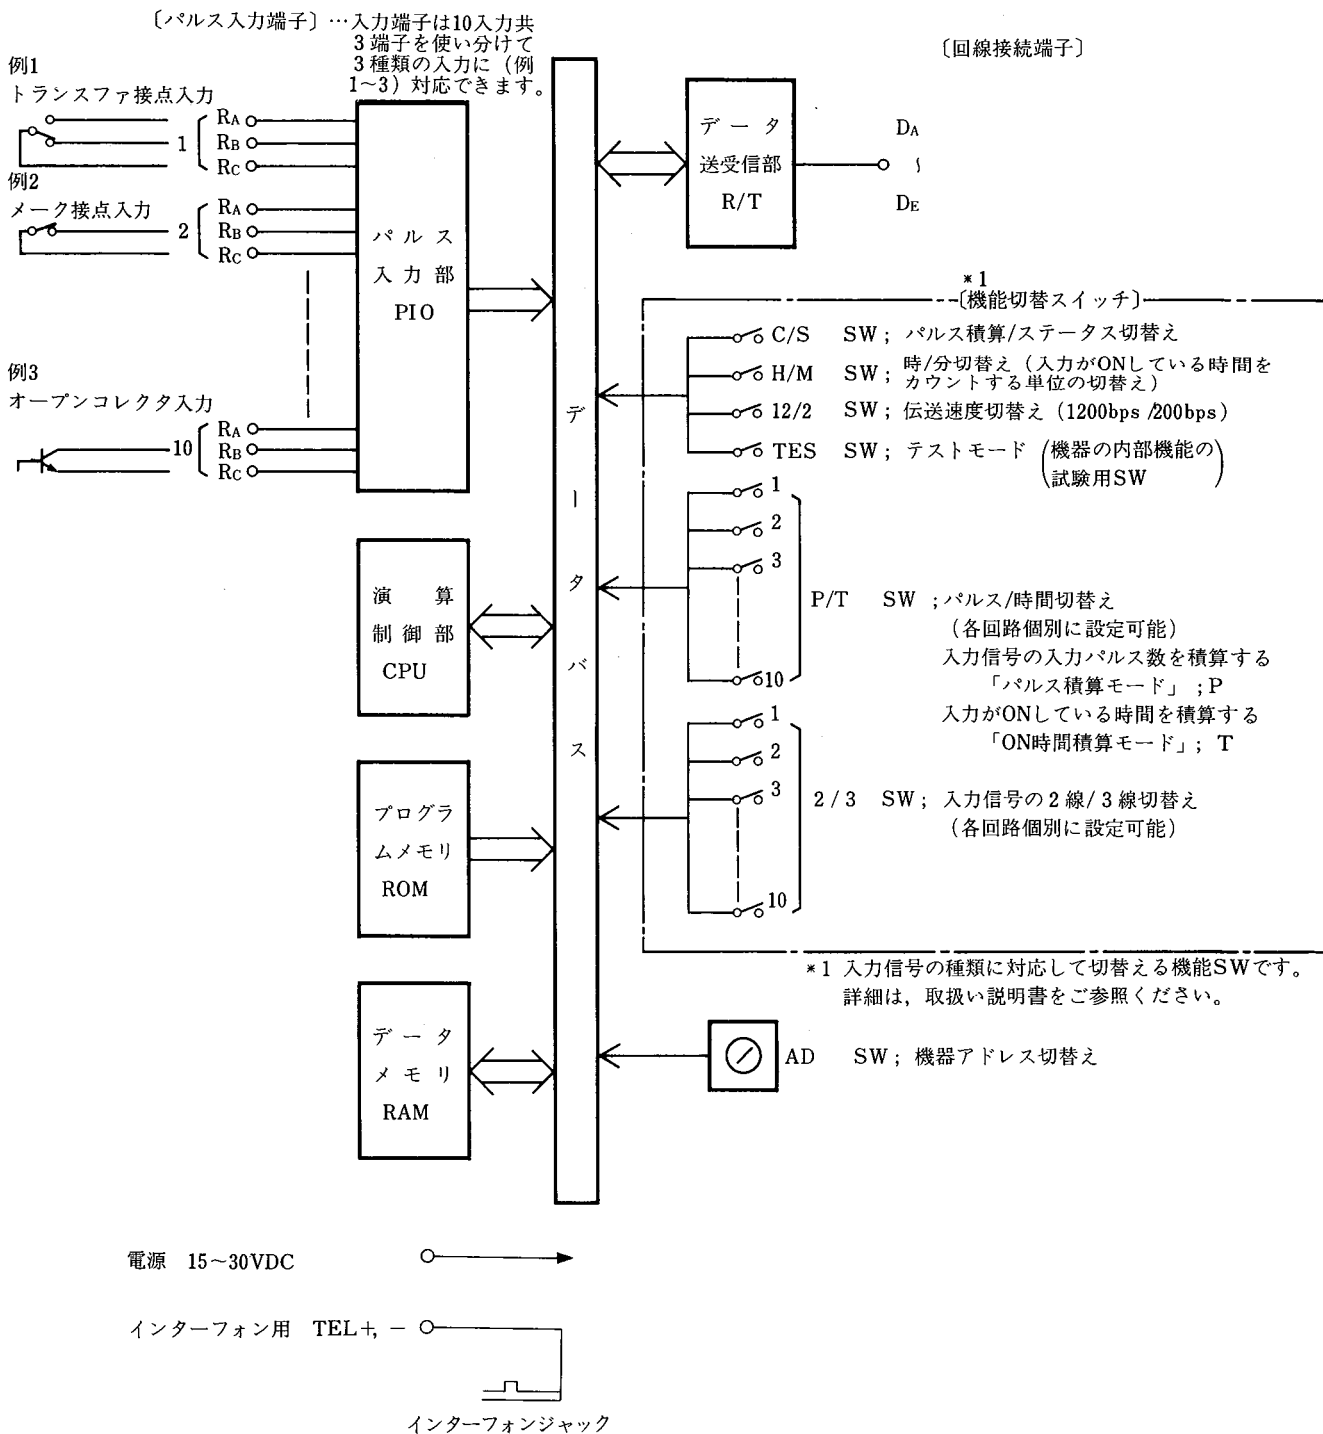 〔パルス入力端子〕…入力端子は10入力共
3端子を使い分けて
3種類の入力に（例
1~3）対応できます。
例1
トランスファ接点入力
1
RA
RB
RC
例2
メーク接点入力
2
RA
RB
RC
例3
オープンコレクタ入力
10
RA
RB
RC
パルス
入力部
PIO
演算
制御部
CPU
プログラ
ムメモリ
ROM
データ
メモリ
RAM
データバス
〔回線接続端子〕
データ
送受信部
R/T
DA
~
DE
*1
〔機能切替スイッチ〕
C/S SW；パルス積算/ステータス切替え
H/M SW；時/分切替え（入力がONしている時間を
カウントする単位の切替え）
12/2 SW；伝送速度切替え（1200bps/200bps）
TES SW；テストモード（機器の内部機能の
試験用SW）
1
2
3
10
P/T SW；パルス/時間切替え
（各回路個別に設定可能）
入力信号の入力パルス数を積算する
「パルス積算モード」；P
入力がONしている時間を積算する
「ON時間積算モード」；T
1
2
3
10
2/3 SW；入力信号の2線/3線切替え
（各回路個別に設定可能）
*1 入力信号の種類に対応して切替える機能SWです。
詳細は，取扱い説明書をご参照ください。
AD SW；機器アドレス切替え
電源 15~30VDC
インターフォン用 TEL+, −
インターフォンジャック